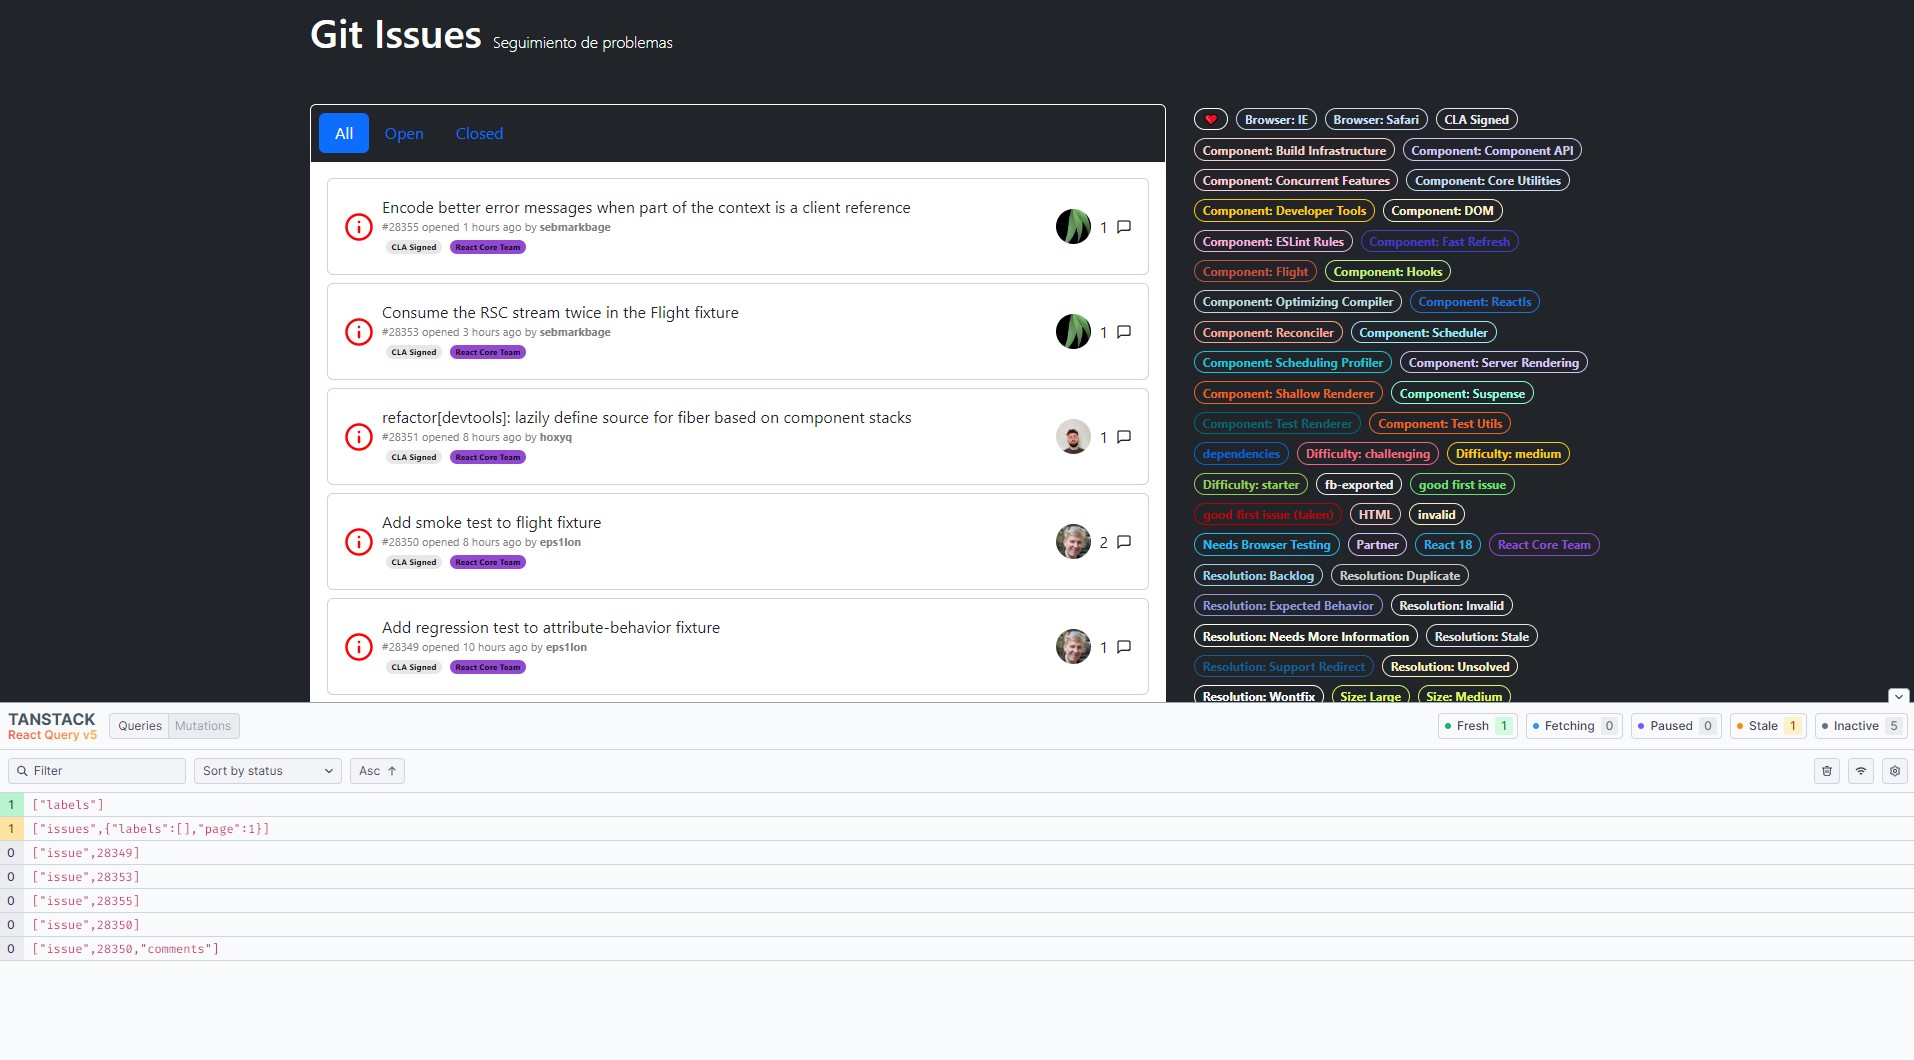 Git Issues Seguimiento de problemas
All Open Closed
Encode better error messages when part of the context is a client reference
#28355 opened 1 hours ago by sebmarkbage
CLA Signed React Core Team
1
Consume the RSC stream twice in the Flight fixture
#28353 opened 3 hours ago by sebmarkbage
CLA Signed React Core Team
1
refactor[devtools]: lazily define source for fiber based on component stacks
#28351 opened 8 hours ago by hoxyq
CLA Signed React Core Team
1
Add smoke test to flight fixture
#28350 opened 8 hours ago by eps1lon
CLA Signed React Core Team
2
Add regression test to attribute-behavior fixture
#28349 opened 10 hours ago by eps1lon
CLA Signed React Core Team
1
❤️ Browser: IE Browser: Safari CLA Signed
Component: Build Infrastructure Component: Component API
Component: Concurrent Features Component: Core Utilities
Component: Developer Tools Component: DOM
Component: ESLint Rules Component: Fast Refresh
Component: Flight Component: Hooks
Component: Optimizing Compiler Component: ReactIs
Component: Reconciler Component: Scheduler
Component: Scheduling Profiler Component: Server Rendering
Component: Shallow Renderer Component: Suspense
Component: Test Renderer Component: Test Utils
dependencies Difficulty: challenging Difficulty: medium
Difficulty: starter fb-exported good first issue
good first issue (taken) HTML invalid
Needs Browser Testing Partner React 18 React Core Team
Resolution: Backlog Resolution: Duplicate
Resolution: Expected Behavior Resolution: Invalid
Resolution: Needs More Information Resolution: Stale
Resolution: Support Redirect Resolution: Unsolved
Resolution: Wontfix Size: Large Size: Medium
TANSTACK
React Query v5
Queries Mutations
Fresh 1 Fetching 0 Paused 0 Stale 1 Inactive 5
Filter Sort by status Asc ↑
1 ["labels"]
1 ["issues",{"labels":[],"page":1}]
0 ["issue",28349]
0 ["issue",28353]
0 ["issue",28355]
0 ["issue",28350]
0 ["issue",28350,"comments"]